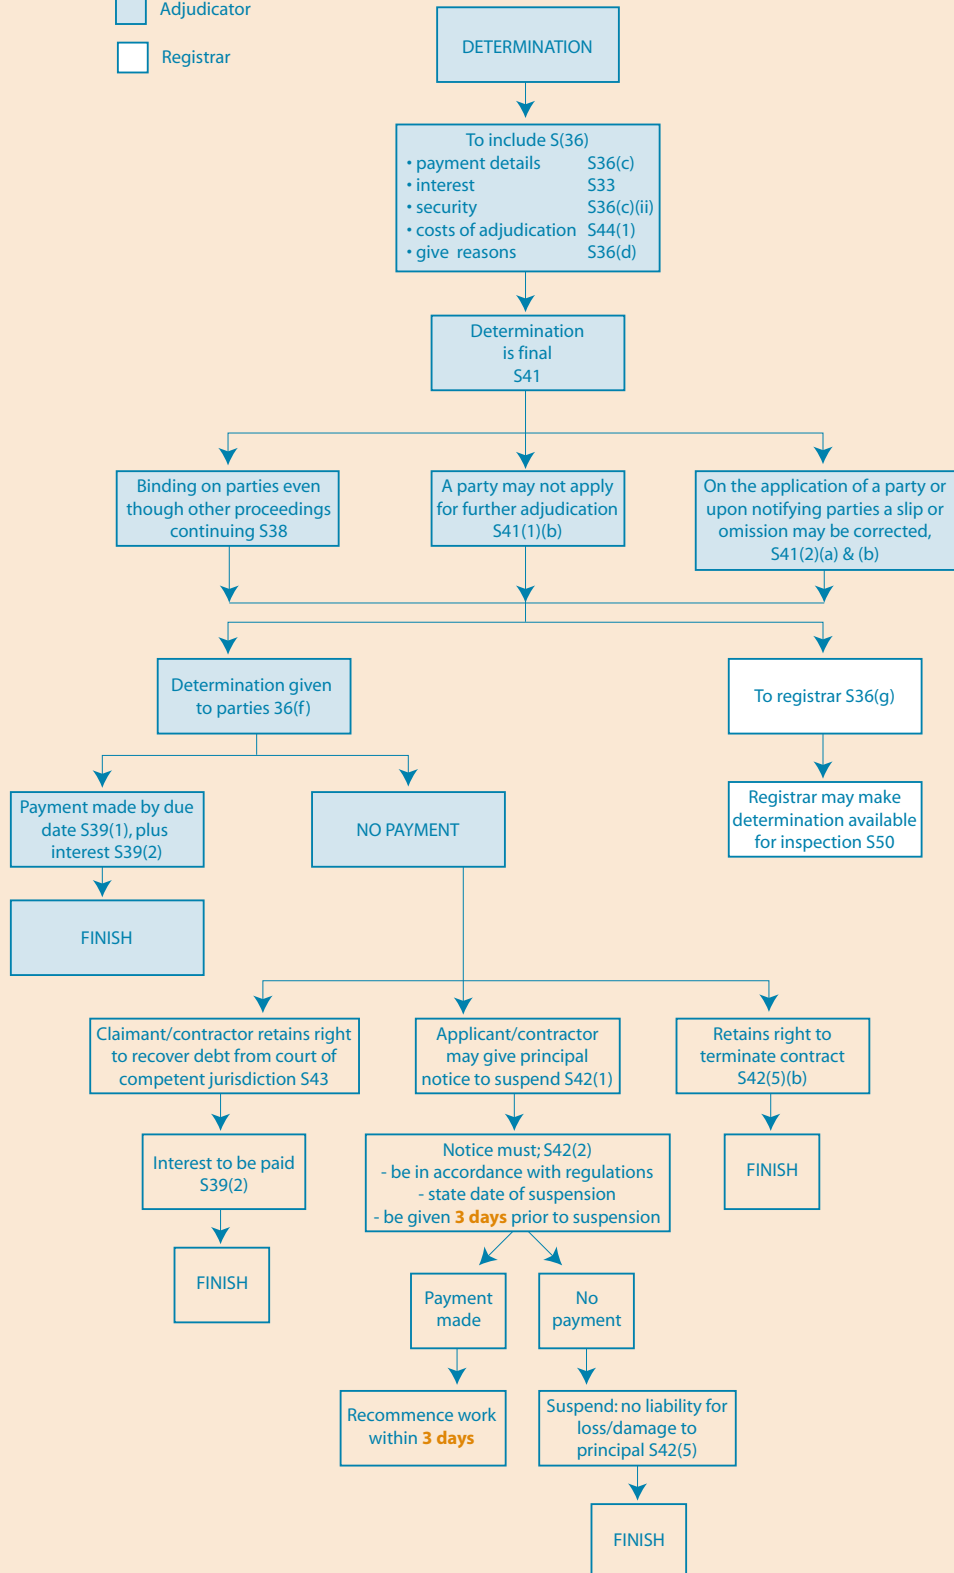 Adjudicator
Registrar
DETERMINATION
To include S(36)
• payment details S36(c)
• interest S33
• security S36(c)(ii)
• costs of adjudication S44(1)
• give reasons S36(d)
Determination
is final
S41
Binding on parties even
though other proceedings
continuing S38
A party may not apply
for further adjudication
S41(1)(b)
On the application of a party or
upon notifying parties a slip or
omission may be corrected,
S41(2)(a) & (b)
Determination given
to parties 36(f)
To registrar S36(g)
Payment made by due
date S39(1), plus
interest S39(2)
NO PAYMENT
Registrar may make
determination available
for inspection S50
FINISH
Claimant/contractor retains right
to recover debt from court of
competent jurisdiction S43
Applicant/contractor
may give principal
notice to suspend S42(1)
Retains right to
terminate contract
S42(5)(b)
Interest to be paid
S39(2)
Notice must; S42(2)
- be in accordance with regulations
- state date of suspension
- be given 3 days prior to suspension
FINISH
FINISH
Payment
made
No
payment
Recommence work
within 3 days
Suspend: no liability for
loss/damage to
principal S42(5)
FINISH